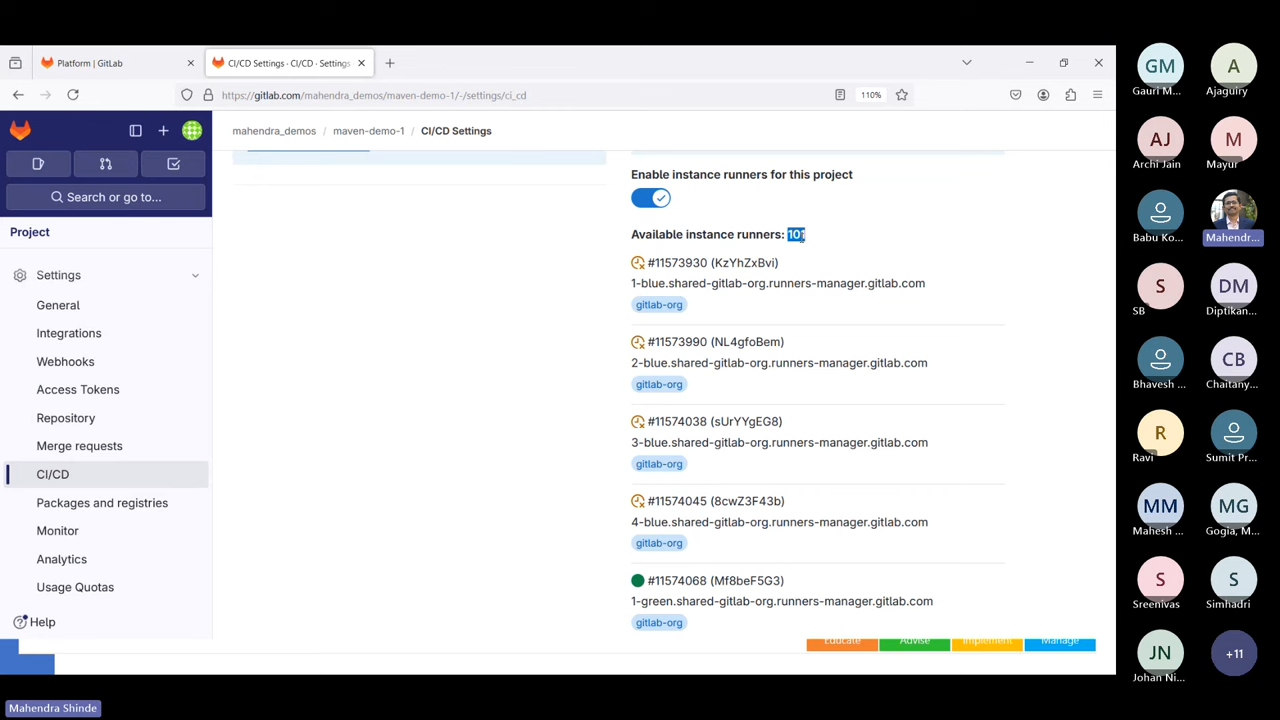 Platform | GitLab
CI/CD Settings · CI/CD · Settings
https://gitlab.com/mahendra_demos/maven-demo-1/-/settings/ci_cd
110%
mahendra_demos / maven-demo-1 / CI/CD Settings
Search or go to...
Project
Settings
General
Integrations
Webhooks
Access Tokens
Repository
Merge requests
CI/CD
Packages and registries
Monitor
Analytics
Usage Quotas
Help
Enable instance runners for this project
Available instance runners: 101
#11573930 (KzYhZxBvi)
1-blue.shared-gitlab-org.runners-manager.gitlab.com
gitlab-org
#11573990 (NL4gfoBem)
2-blue.shared-gitlab-org.runners-manager.gitlab.com
gitlab-org
#11574038 (sUrYYgEG8)
3-blue.shared-gitlab-org.runners-manager.gitlab.com
gitlab-org
#11574045 (8cwZ3F43b)
4-blue.shared-gitlab-org.runners-manager.gitlab.com
gitlab-org
#11574068 (Mf8beF5G3)
1-green.shared-gitlab-org.runners-manager.gitlab.com
gitlab-org
Educate Advise Implement Manage
GM
Gauri M...
A
Ajaguiry
AJ
Archi Jain
M
Mayur
Babu Ko...
Mahendr...
S
SB
DM
Diptikan...
Bhavesh ...
CB
Chaitany...
R
Ravi
Sumit Pr...
MM
Mahesh ...
MG
Gogia, M...
S
Sreenivas
S
Simhadri
JN
Johan Ni...
+11
Mahendra Shinde